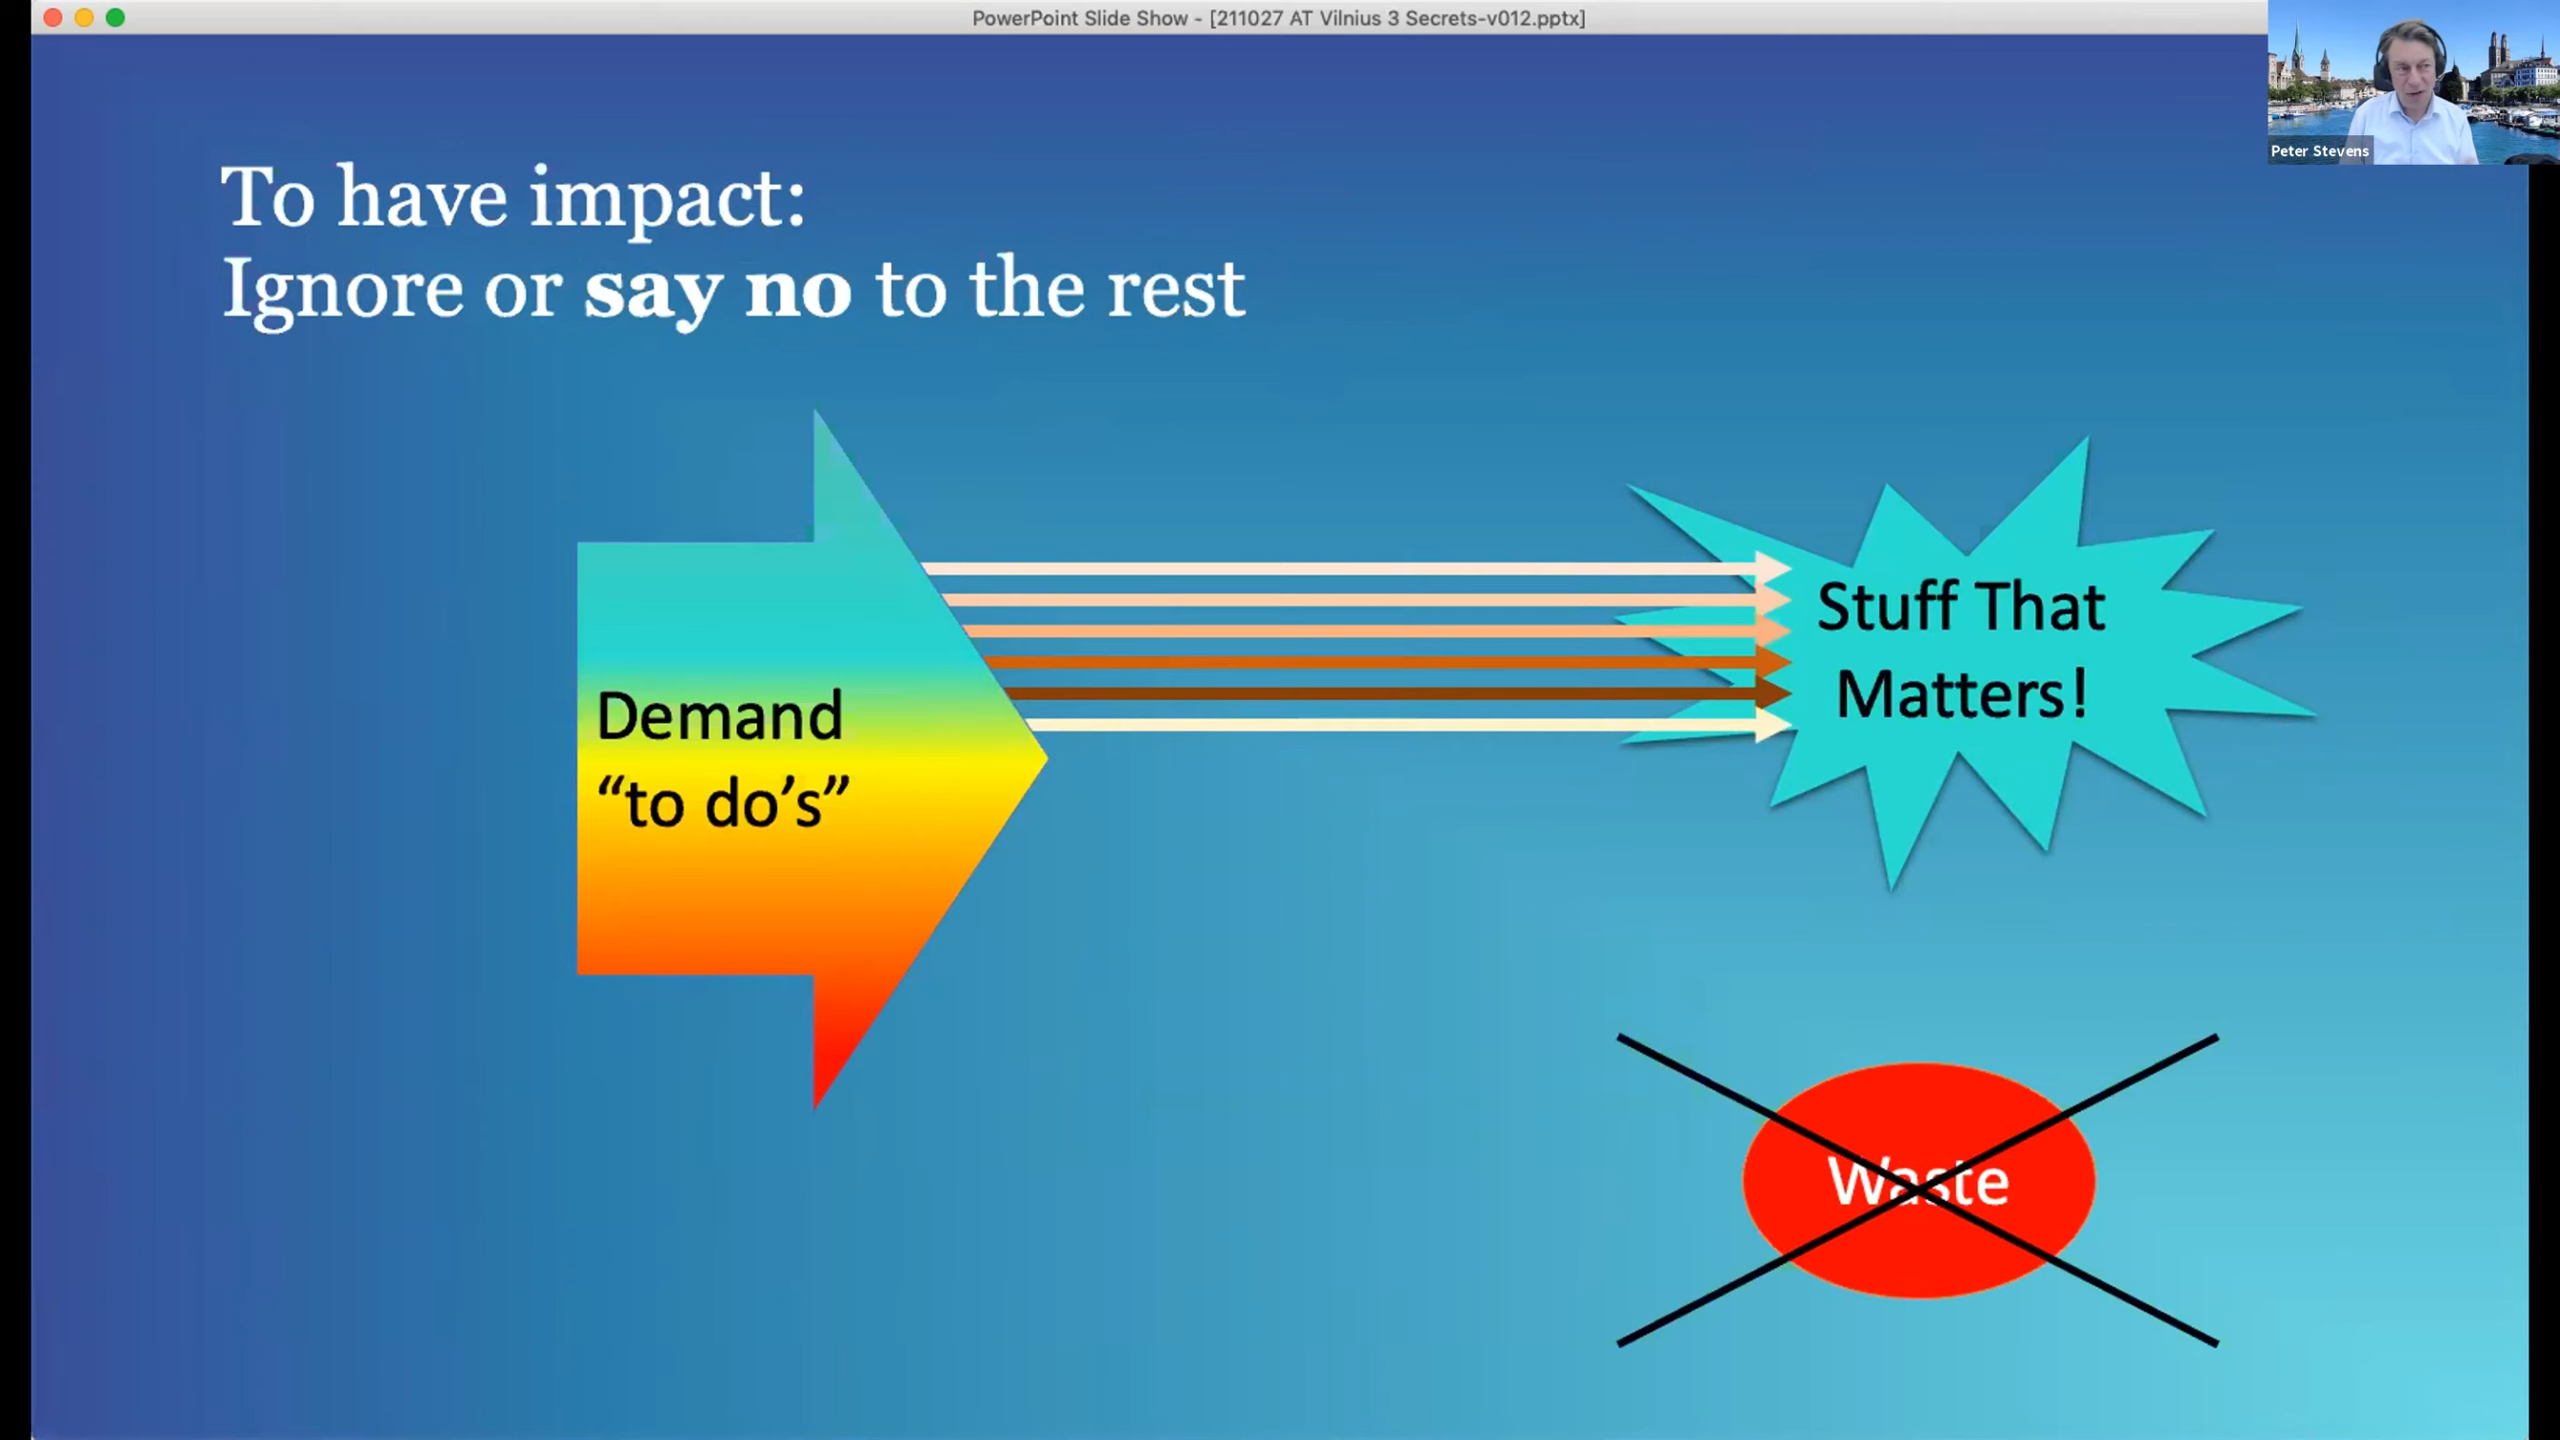 PowerPoint Slide Show - [211027 AT Vilnius 3 Secrets-v012.pptx]
Peter Stevens
To have impact:
Ignore or say no to the rest
Stuff That
Matters!
Demand
“to do’s”
Waste